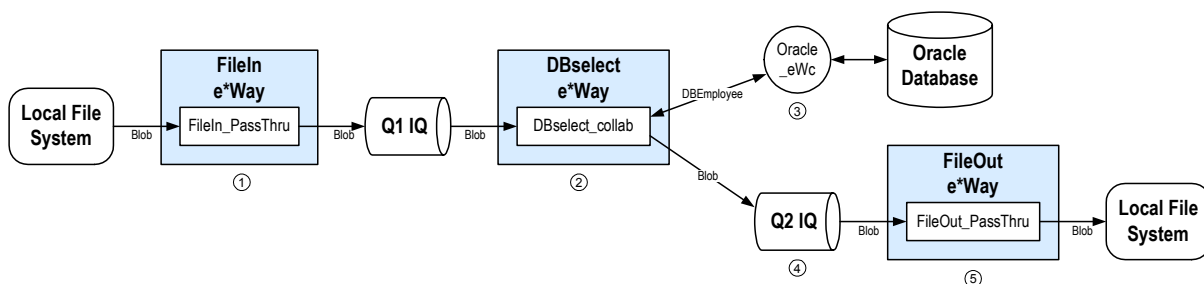 Local File
System
Blob
FileIn
e*Way
FileIn_PassThru
①
Blob
Q1 IQ
Blob
DBselect
e*Way
DBselect_collab
②
DBEmployee
Oracle
_eWc
③
Oracle
Database
Blob
Q2 IQ
④
Blob
FileOut
e*Way
FileOut_PassThru
⑤
Blob
Local File
System